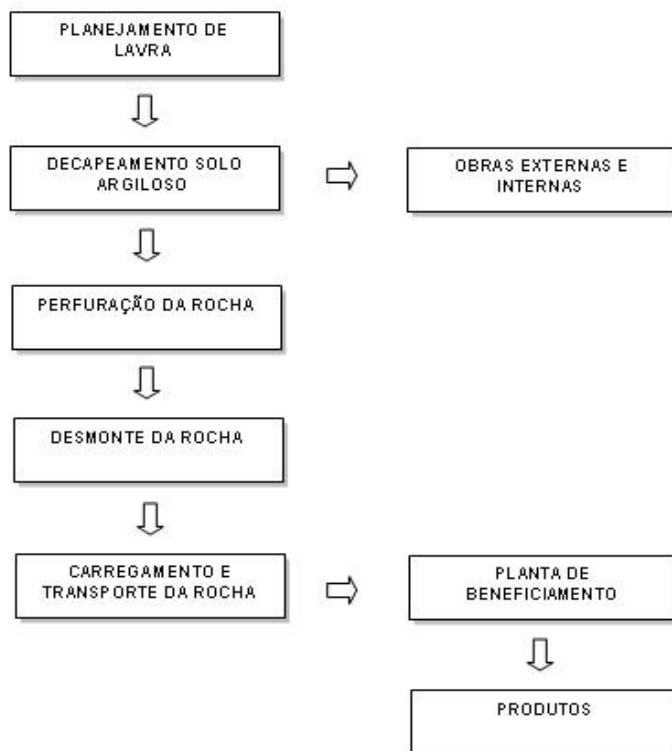 PLANEJAMENTO DE
LAVRA
DECAPEAMENTO SOLO
ARGILOSO
OBRAS EXTERNAS E
INTERNAS
PERFURAÇÃO DA ROCHA
DESMONTE DA ROCHA
CARREGAMENTO E
TRANSPORTE DA ROCHA
PLANTA DE
BENEFICIAMENTO
PRODUTOS